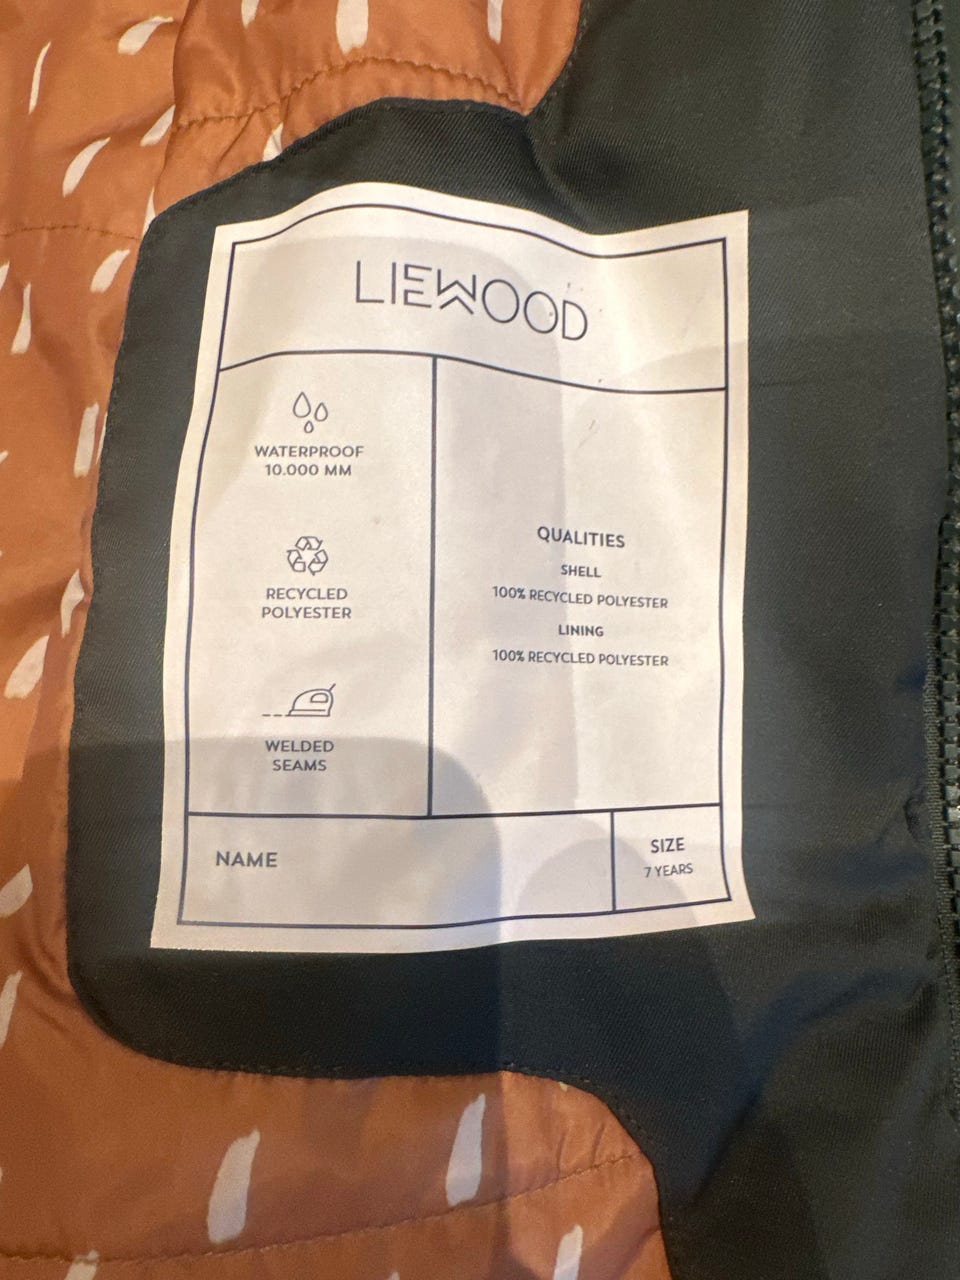 LIEWOOD
WATERPROOF
10.000 MM
RECYCLED
POLYESTER
WELDED
SEAMS
QUALITIES
SHELL
100% RECYCLED POLYESTER
LINING
100% RECYCLED POLYESTER
NAME
SIZE
7 YEARS